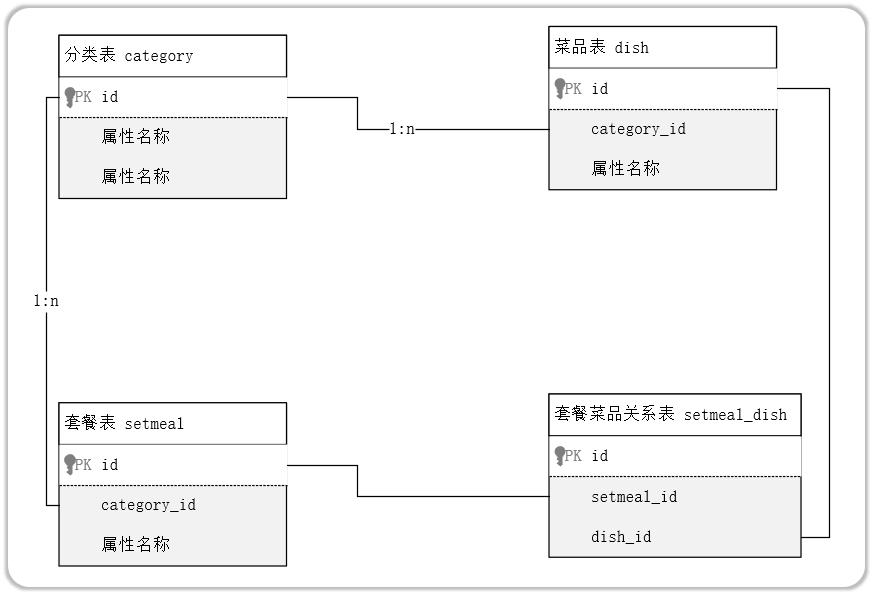 分类表 category
PK id
属性名称
属性名称
菜品表 dish
PK id
category_id
属性名称
1:n
1:n
套餐表 setmeal
PK id
category_id
属性名称
套餐菜品关系表 setmeal_dish
PK id
setmeal_id
dish_id